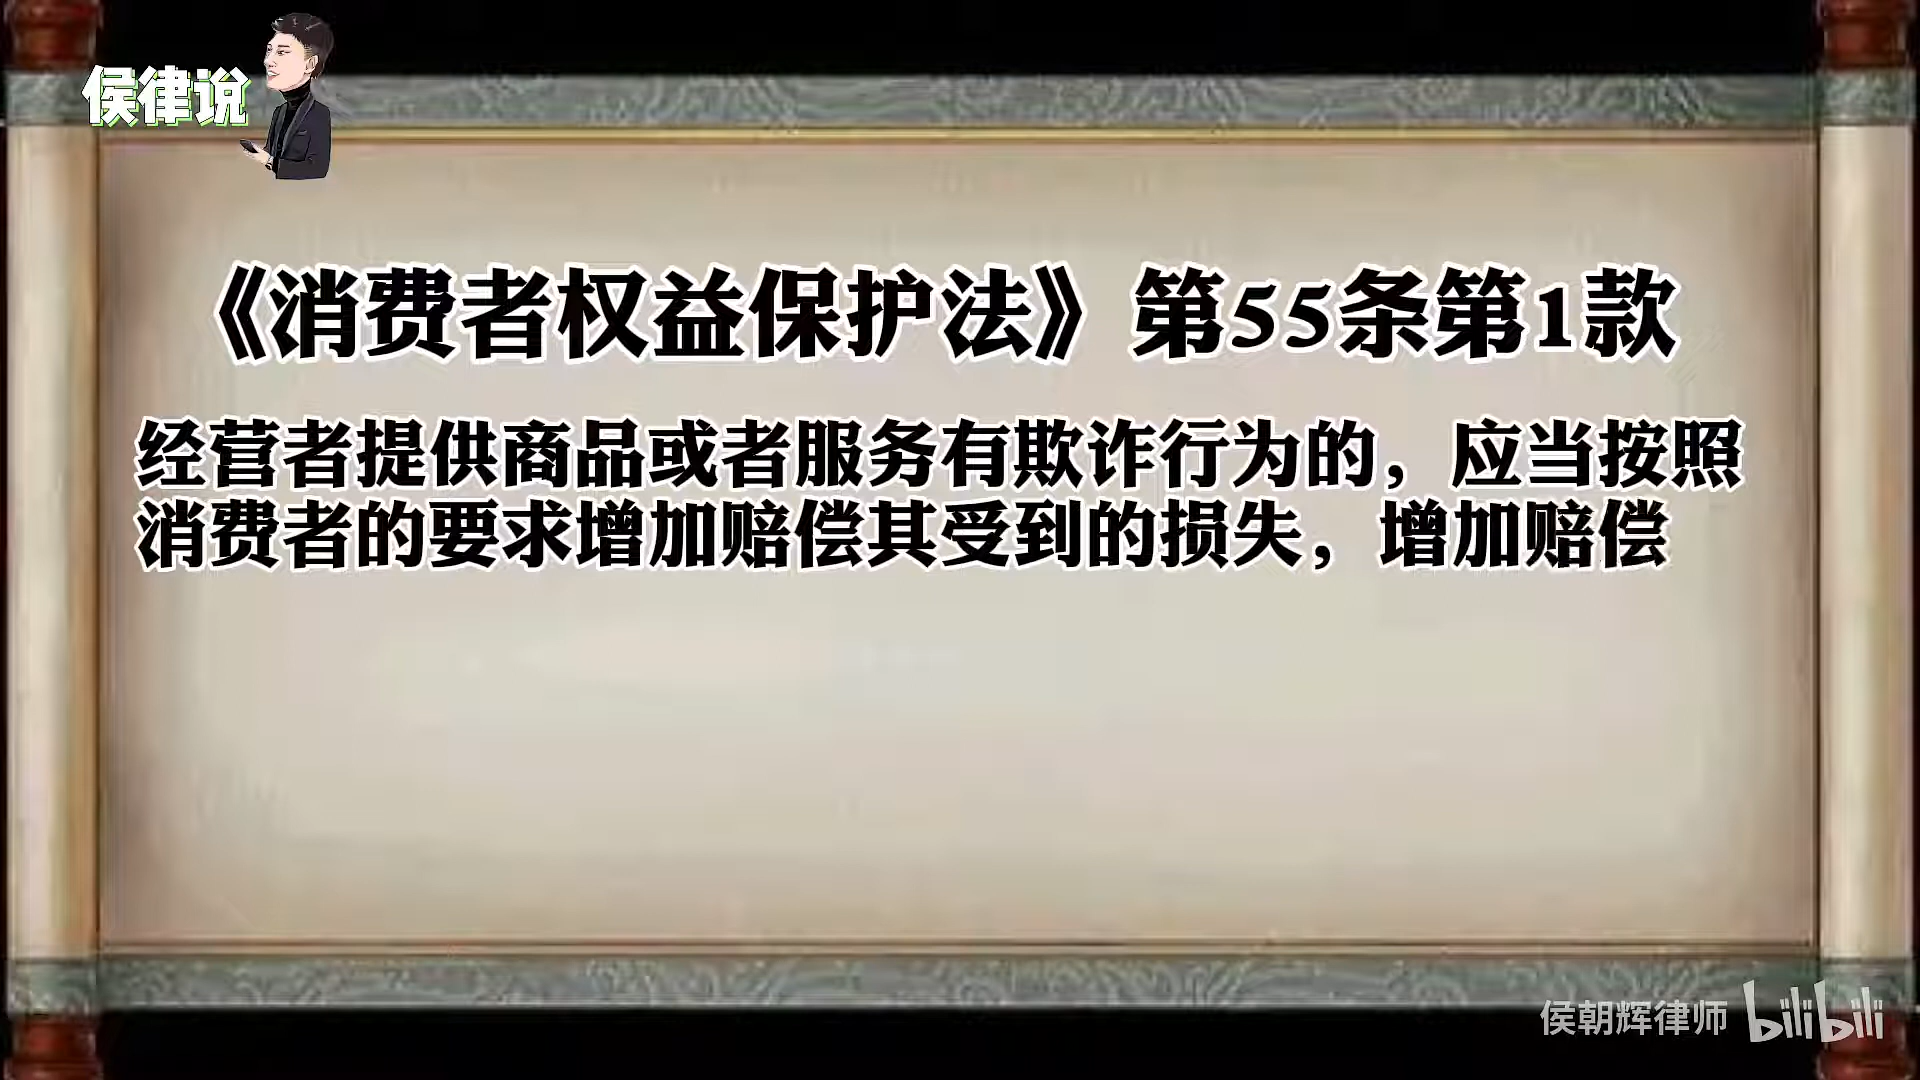 侯律说
《消费者权益保护法》第55条第1款
经营者提供商品或者服务有欺诈行为的，应当按照
消费者的要求增加赔偿其受到的损失，增加赔偿
侯朝辉律师 bilibili